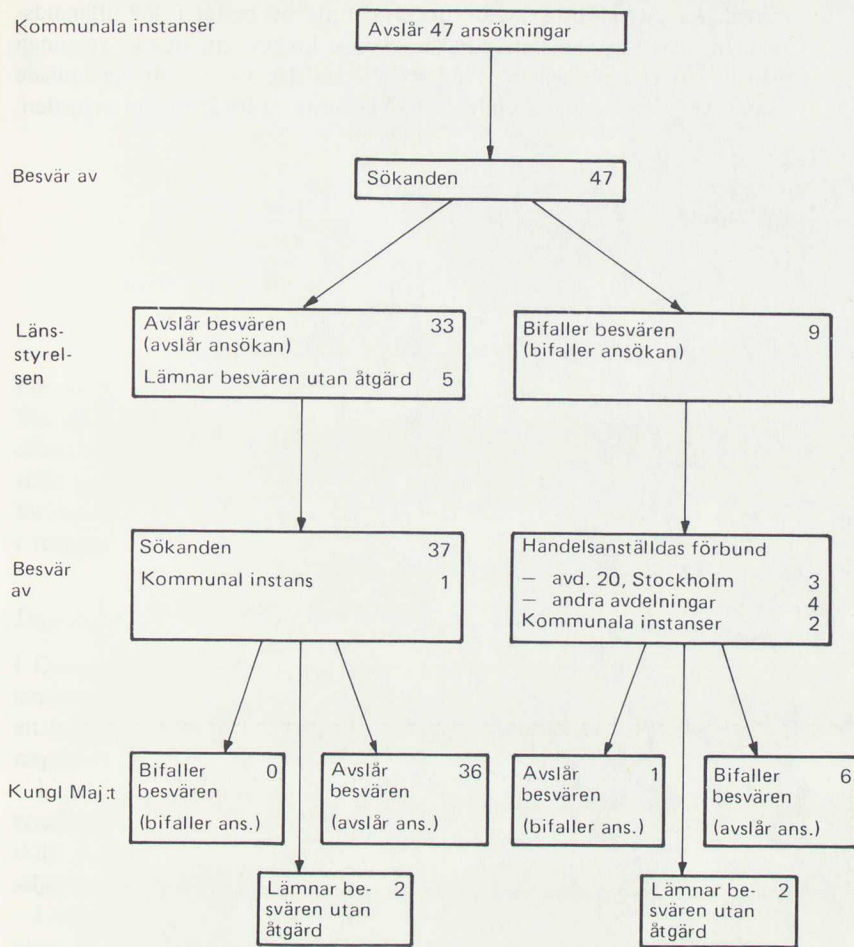 Kommunala instanser
Avslår 47 ansökningar
Besvär av
Sökanden 47
Läns-
styrel-
sen
Avslår besvären 33
(avslår ansökan)
Lämnar besvären utan åtgärd 5
Bifaller besvären 9
(bifaller ansökan)
Besvär
av
Sökanden 37
Kommunal instans 1
Handelsanställdas förbund
– avd. 20, Stockholm 3
– andra avdelningar 4
Kommunala instanser 2
Kungl Maj:t
Bifaller 0
besvären
(bifaller ans.)
Avslår 36
besvären
(avslår ans.)
Avslår 1
besvären
(bifaller ans.)
Bifaller 6
besvären
(avslår ans.)
Lämnar be- 2
svären utan
åtgärd
Lämnar be- 2
svären utan
åtgärd